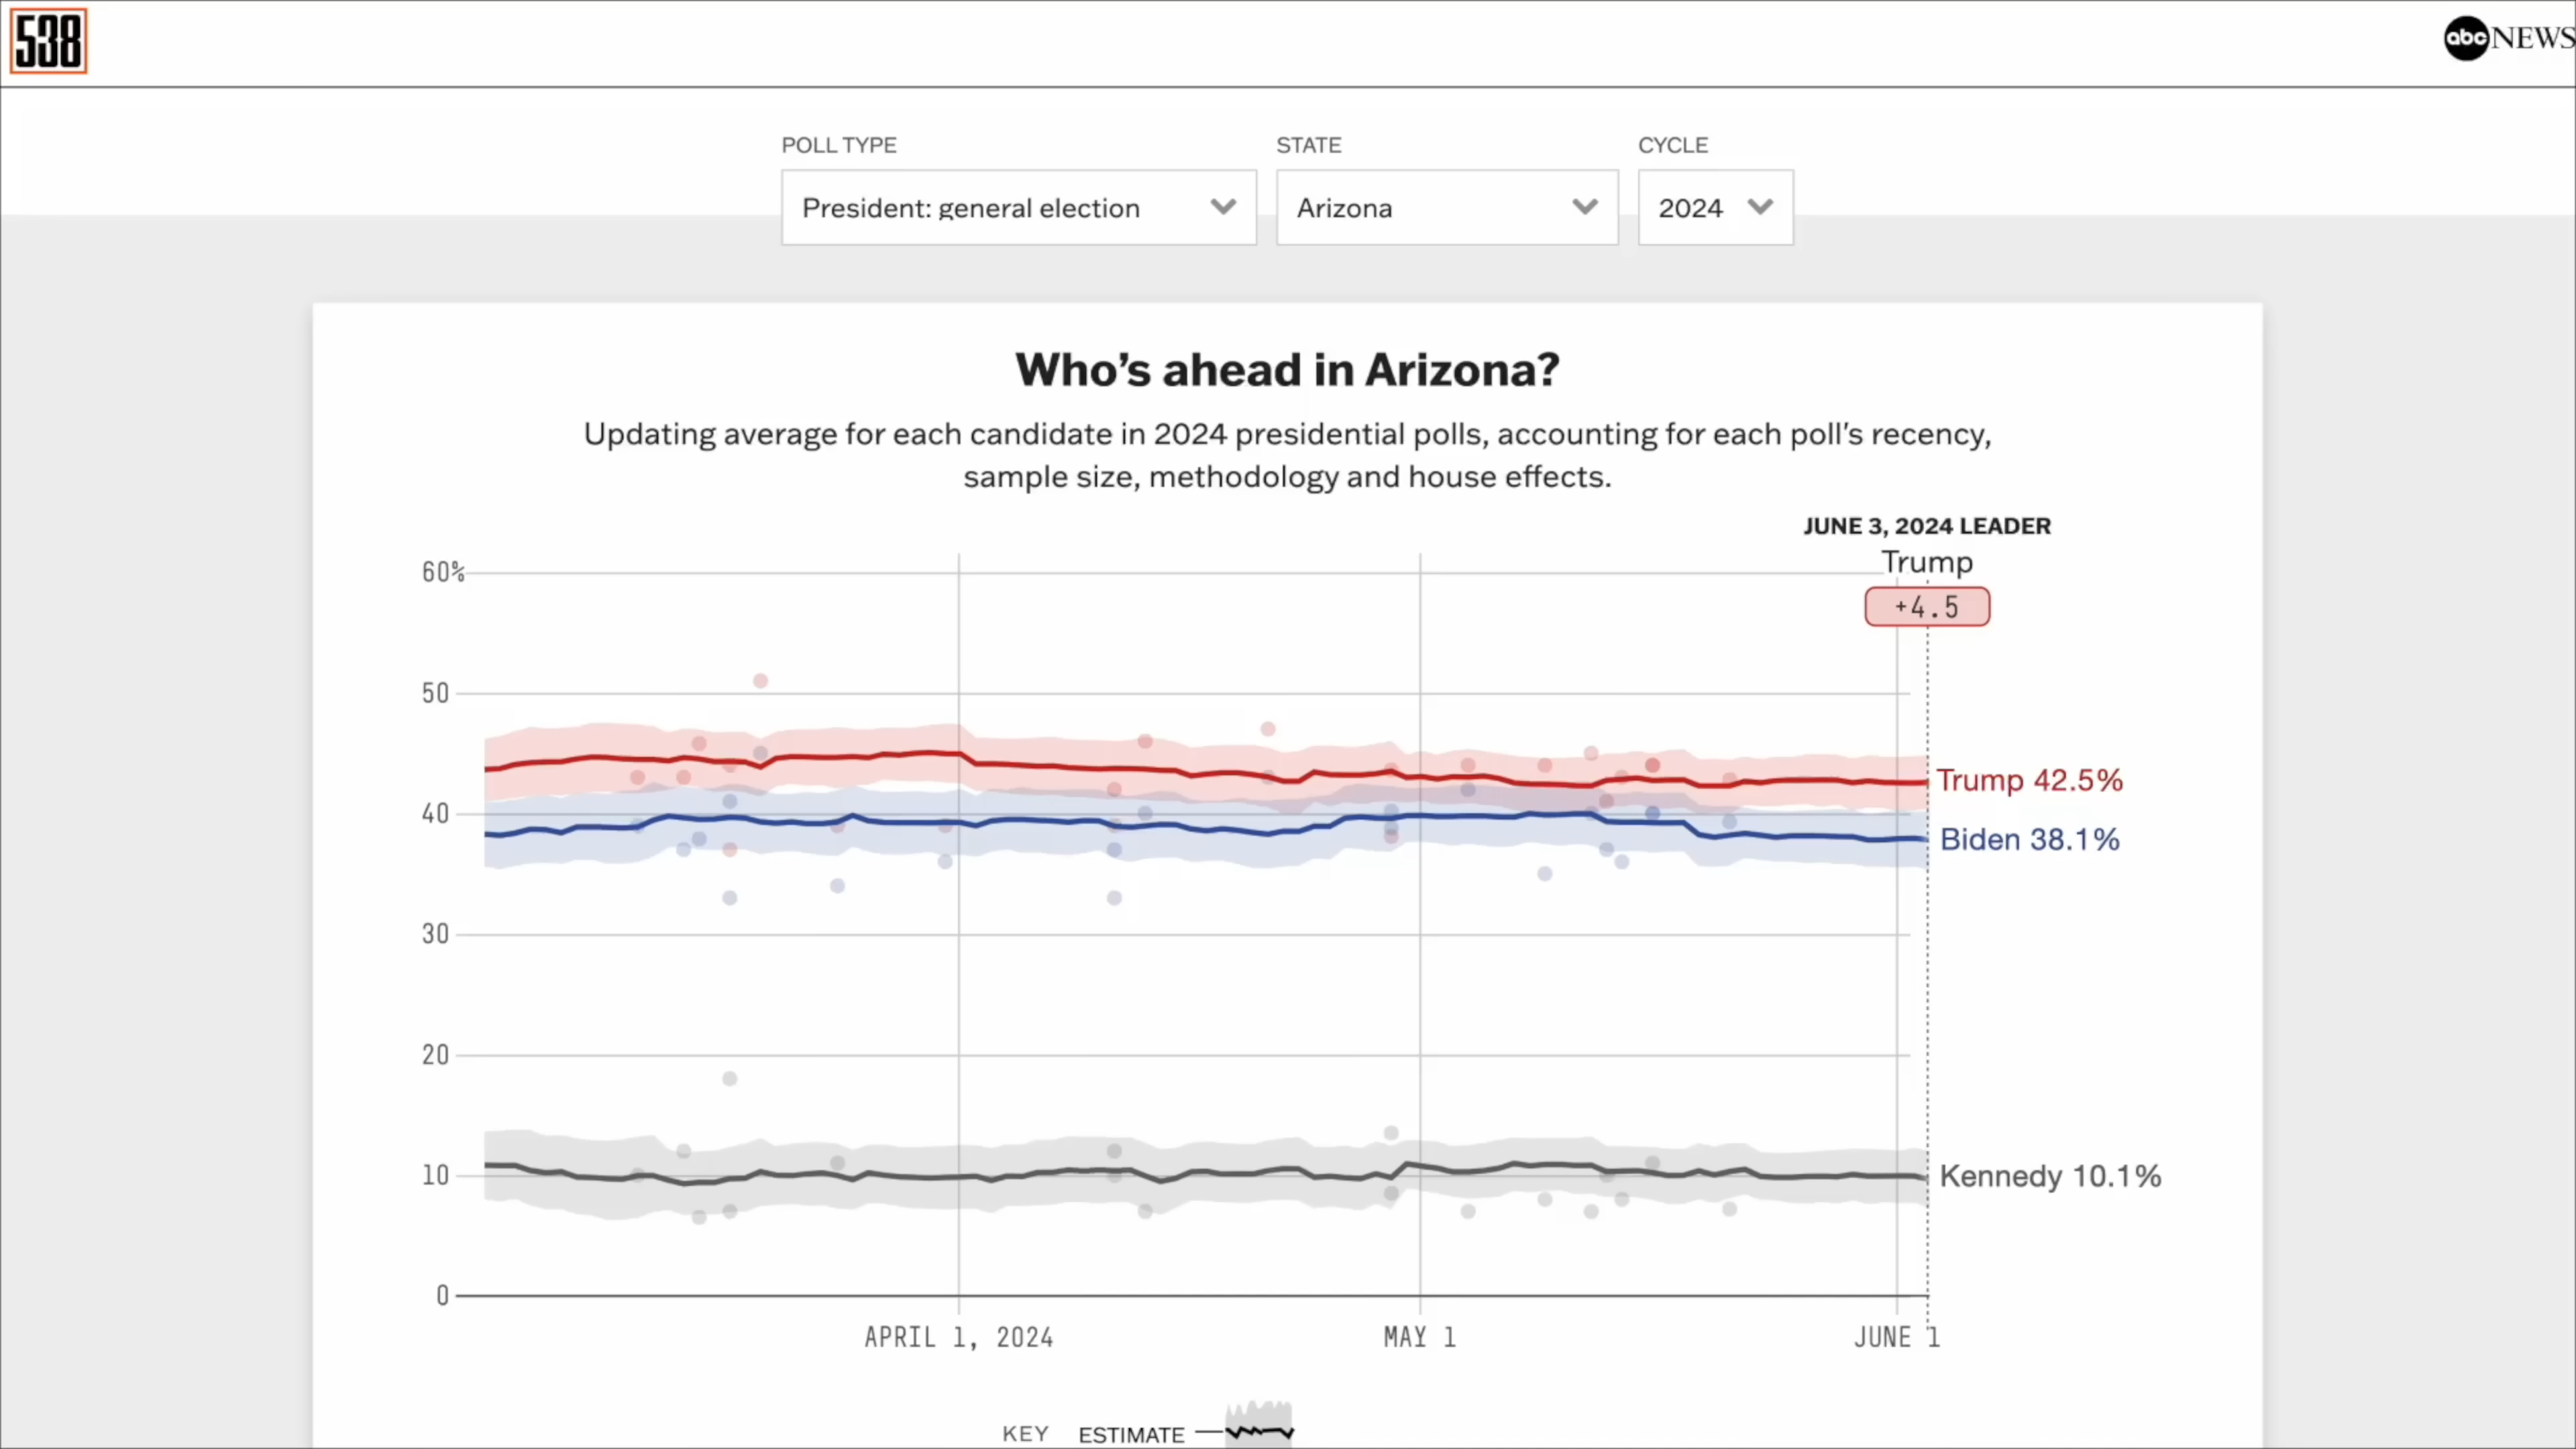 538
abc NEWS
POLL TYPE
STATE
CYCLE
President: general election
Arizona
2024
Who’s ahead in Arizona?
Updating average for each candidate in 2024 presidential polls, accounting for each poll’s recency,
sample size, methodology and house effects.
JUNE 3, 2024 LEADER
Trump
+4.5
60%
50
40
30
20
10
0
Trump 42.5%
Biden 38.1%
Kennedy 10.1%
APRIL 1, 2024
MAY 1
JUNE 1
KEY
ESTIMATE